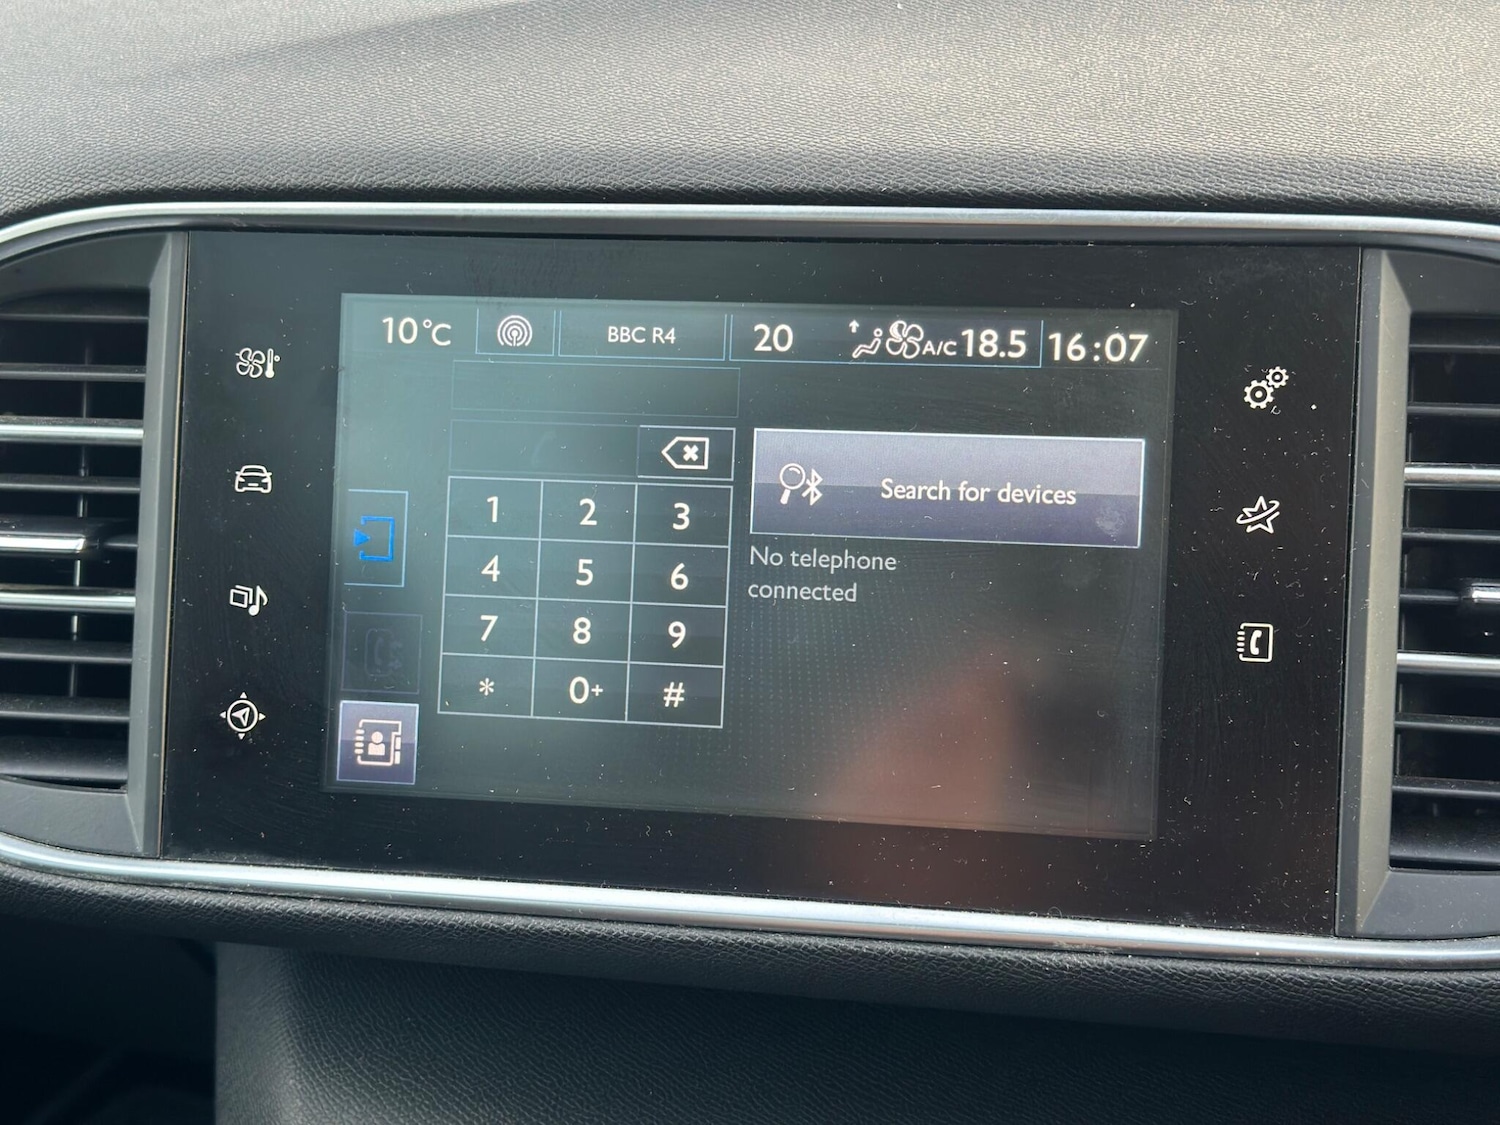 10°C BBC R4 20 A/C 18.5 16:07
1 2 3
4 5 6
7 8 9
* 0+ #
Search for devices
No telephone
connected